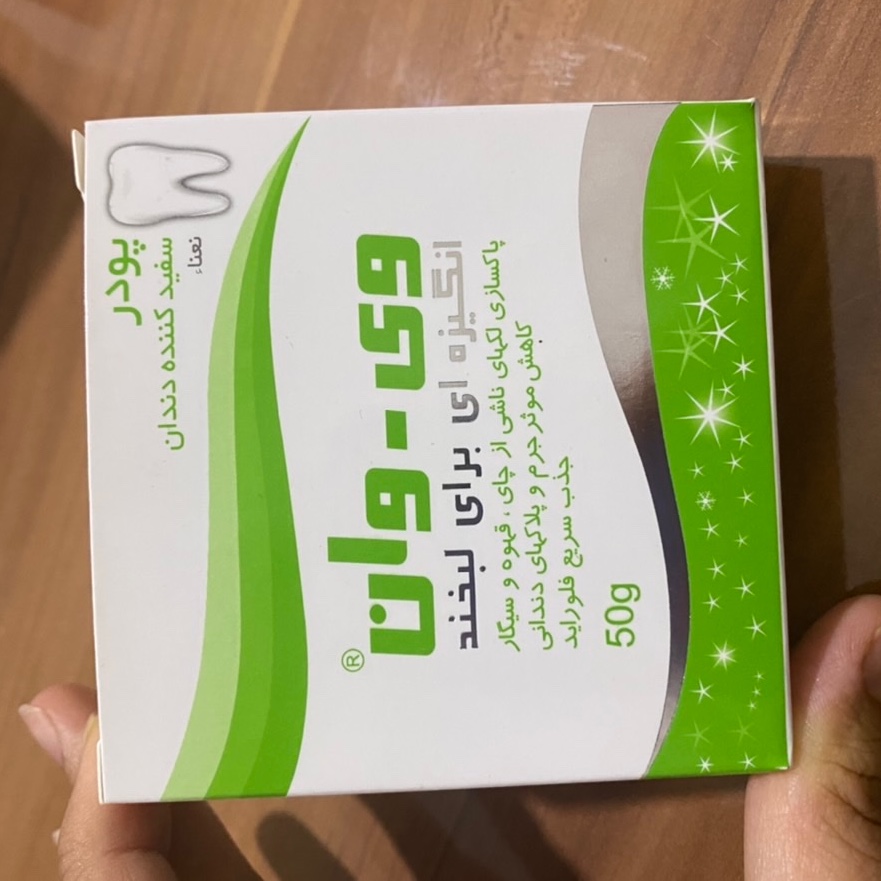 پودر
سفید کننده دندان
نعناء
وی - وان®
انگیزه ای برای لبخند
پاکسازی لکهای ناشی از چای ، قهوه و سیگار
کاهش موثر جرم و پلاکهای دندانی
جذب سریع فلوراید
50g